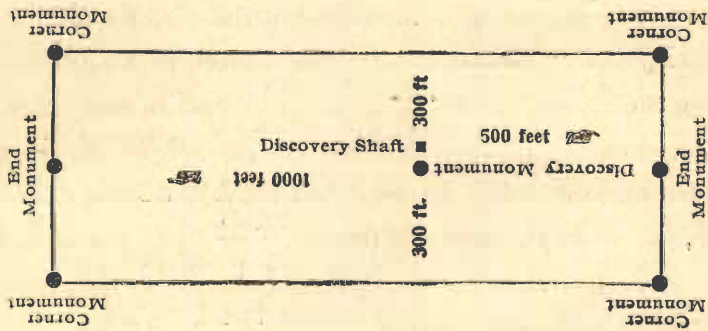 Corner
Monument
Corner
Monument
300 ft
500 feet
Discovery Shaft
End
Monument
Discovery Monument
End
Monument
1000 feet
300 ft.
Corner
Monument
Corner
Monument